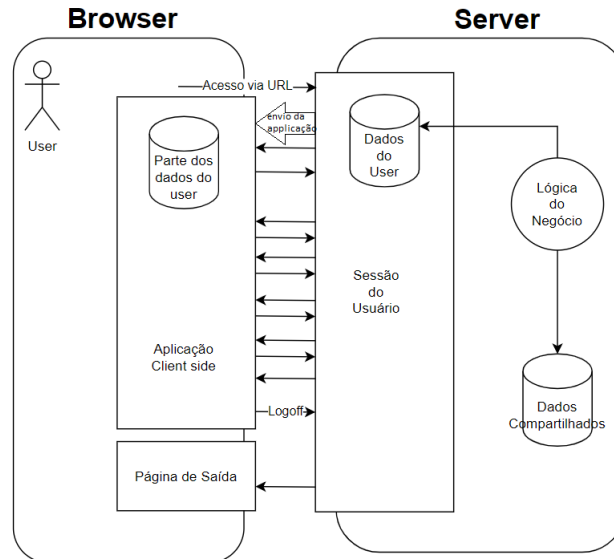 Browser
Server
User
Acesso via URL
envio da
applicação
Parte dos
dados do
user
Dados
do
User
Lógica
do
Negócio
Sessão
do
Usuário
Aplicação
Client side
Dados
Compartilhados
Logoff
Página de Saída